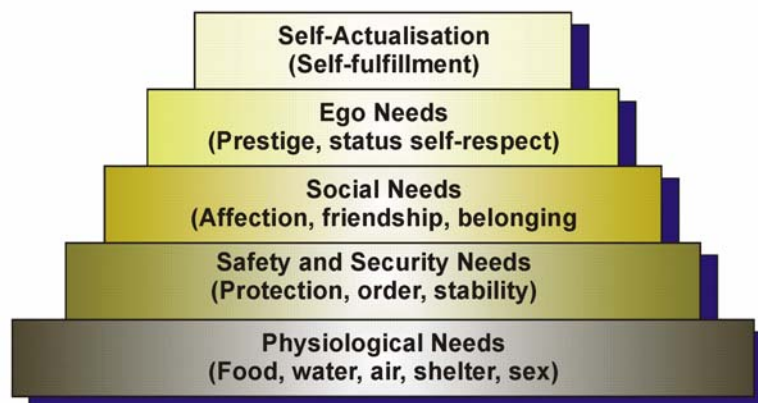 Self-Actualisation
(Self-fulfillment)
Ego Needs
(Prestige, status self-respect)
Social Needs
(Affection, friendship, belonging
Safety and Security Needs
(Protection, order, stability)
Physiological Needs
(Food, water, air, shelter, sex)